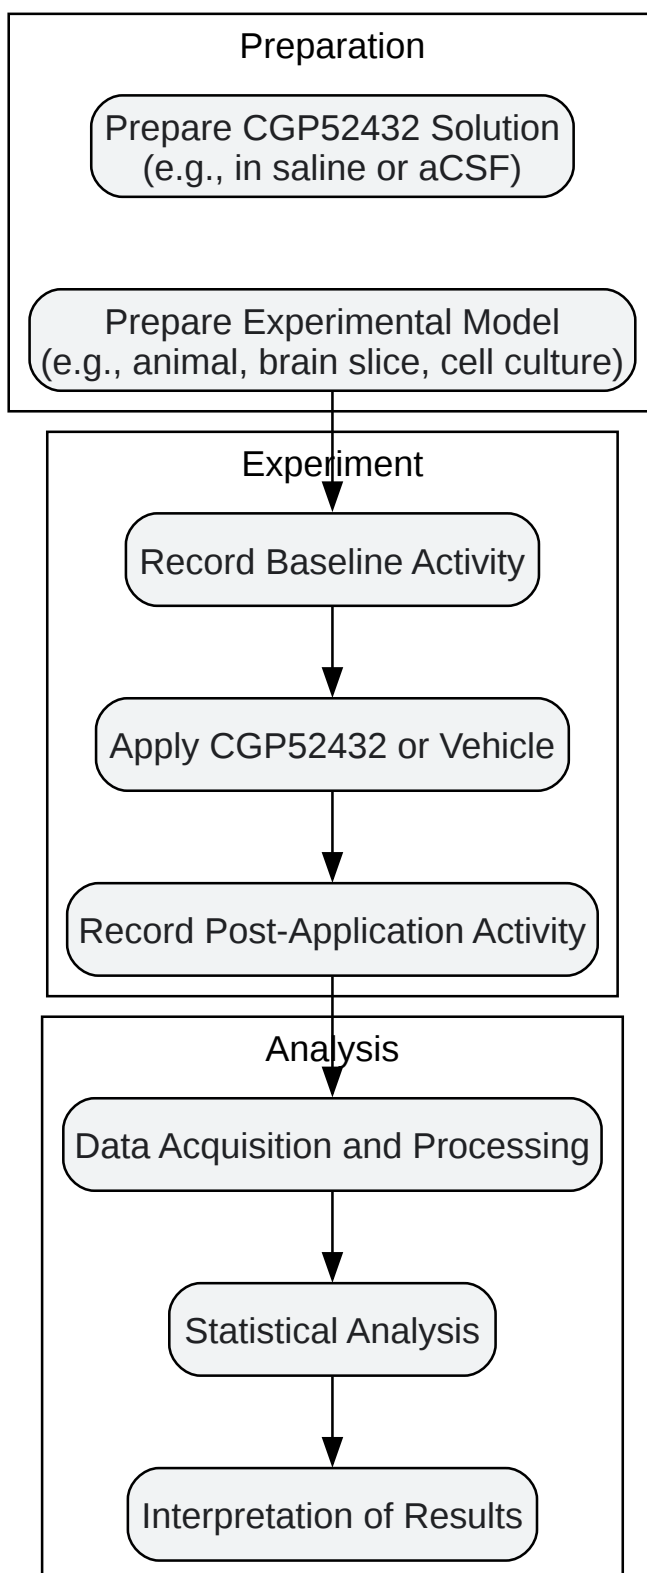 Preparation
Prepare CGP52432 Solution
(e.g., in saline or aCSF)
Prepare Experimental Model
(e.g., animal, brain slice, cell culture)
Experiment
Record Baseline Activity
Apply CGP52432 or Vehicle
Record Post-Application Activity
Analysis
Data Acquisition and Processing
Statistical Analysis
Interpretation of Results